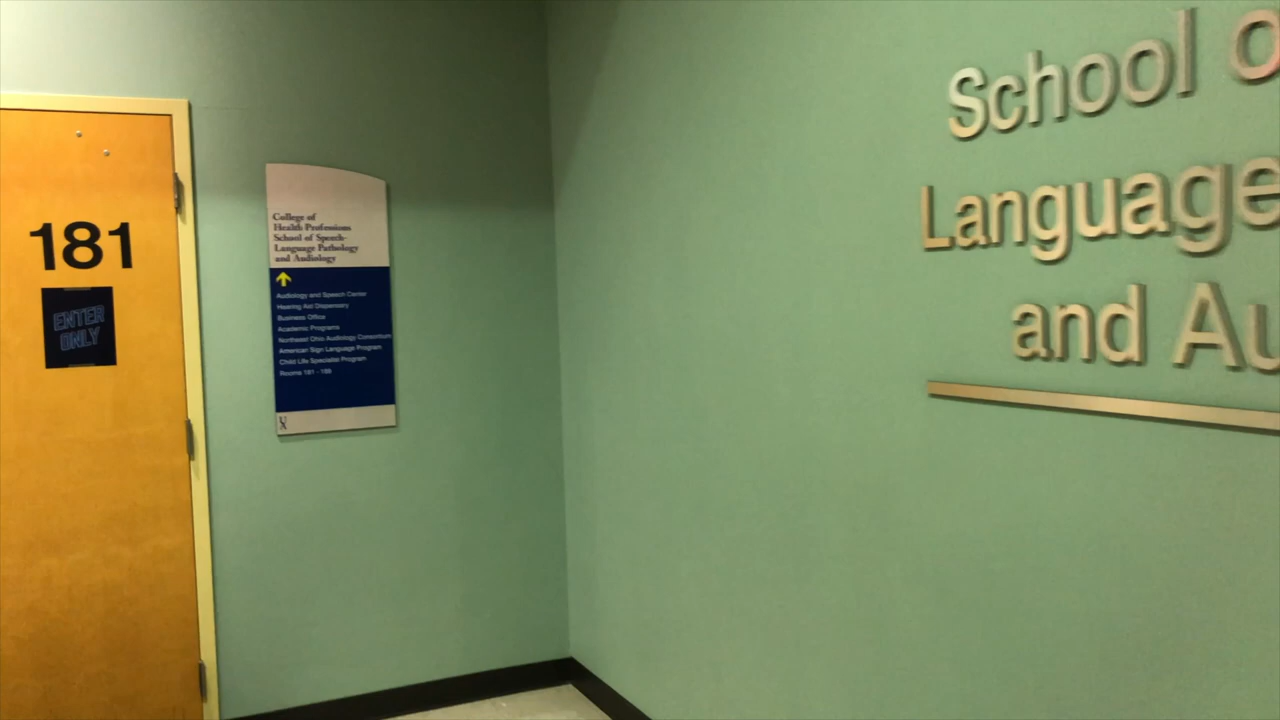 181
ENTER
ONLY
College of
Health Professions
School of Speech-
Language Pathology
and Audiology
Audiology and Speech Center
Hearing Aid Dispensary
Business Office
Academic Programs
Northeast Ohio Audiology Consortium
American Sign Language Program
Child Life Specialist Program
Rooms 181 - 189
School o
Language
and Au